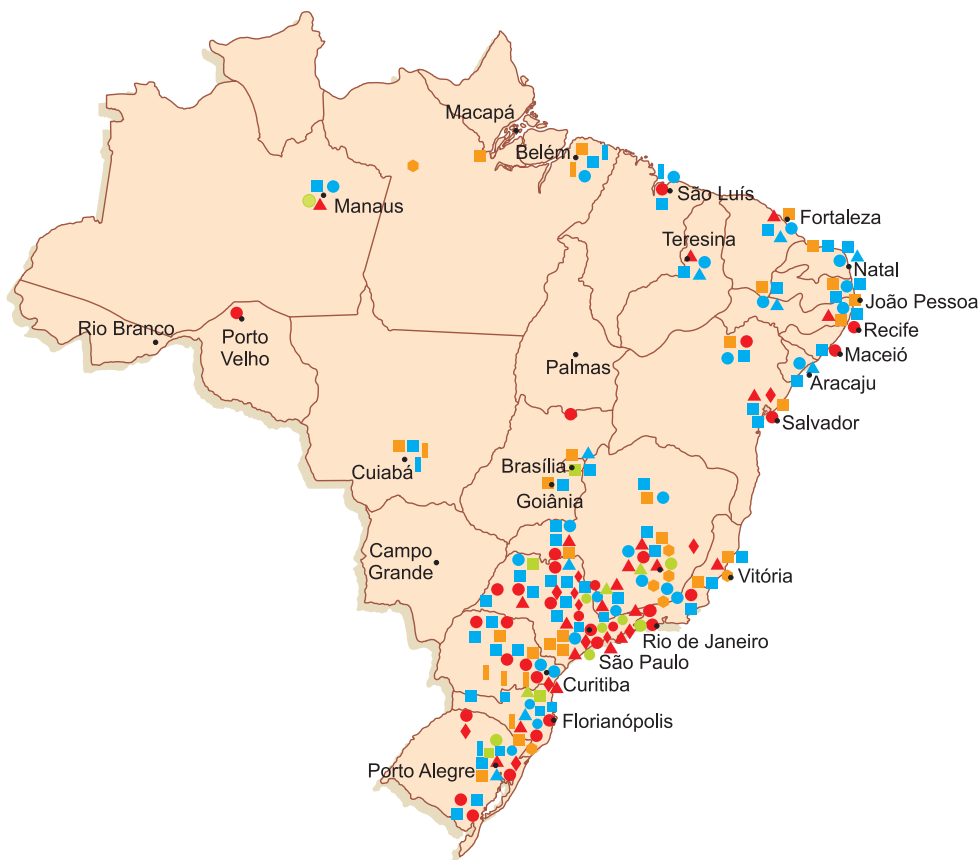 Macapá
Belém
São Luís
Manaus
Fortaleza
Teresina
Natal
João Pessoa
Rio Branco
Porto
Velho
Recife
Maceió
Palmas
Aracaju
Salvador
Brasília
Cuiabá
Goiânia
Campo
Grande
Vitória
Rio de Janeiro
São Paulo
Curitiba
Florianópolis
Porto Alegre